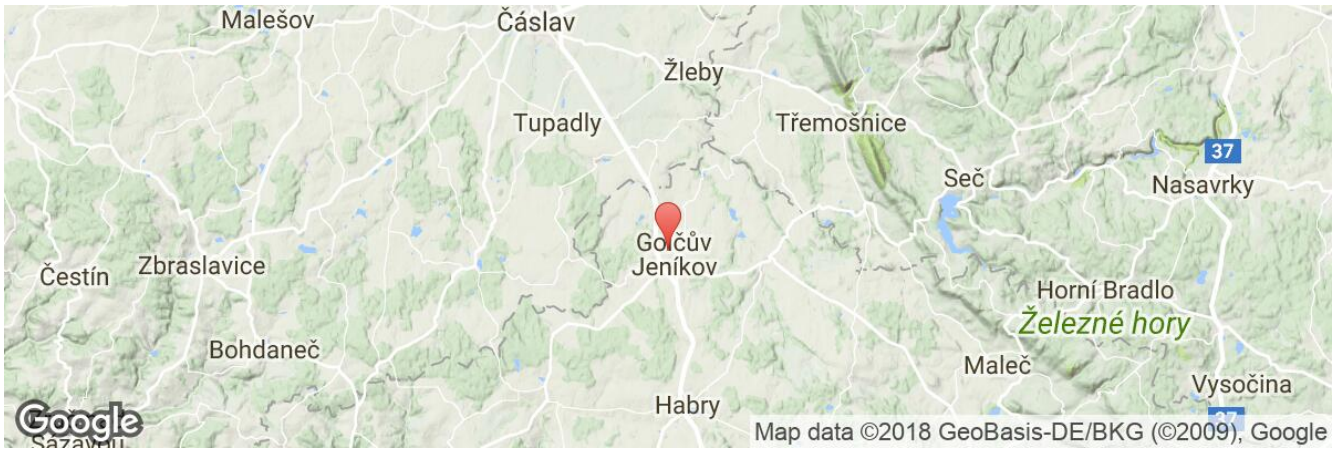 Malešov
Čáslav
Žleby
Tupadly
Třemošnice
37
Seč
Nasavrky
Golčův
Jeníkov
Zbraslavice
Čestín
Horní Bradlo
Železné hory
Bohdaneč
Maleč
Vysočina
Habry
37
Google
Sázavou
Map data ©2018 GeoBasis-DE/BKG (©2009), Google